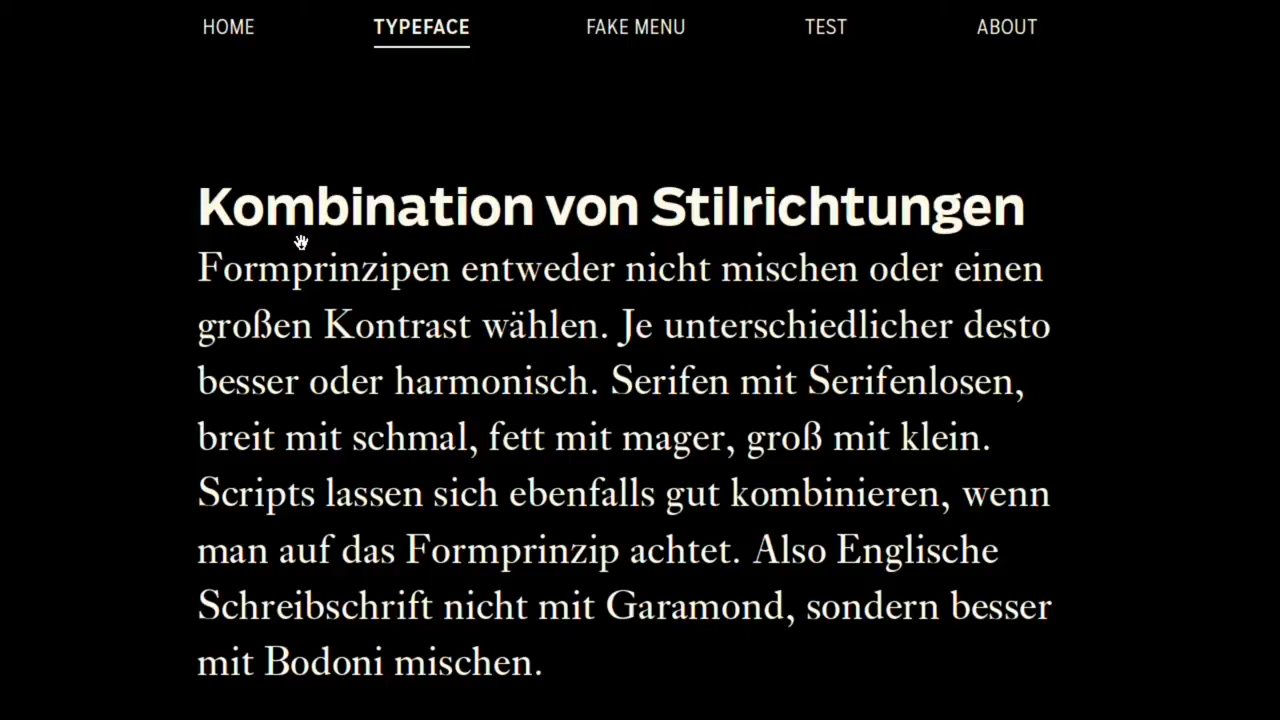 HOME TYPEFACE FAKE MENU TEST ABOUT
Kombination von Stilrichtungen
Formprinzipen entweder nicht mischen oder einen
großen Kontrast wählen. Je unterschiedlicher desto
besser oder harmonisch. Serifen mit Serifenlosen,
breit mit schmal, fett mit mager, groß mit klein.
Scripts lassen sich ebenfalls gut kombinieren, wenn
man auf das Formprinzip achtet. Also Englische
Schreibschrift nicht mit Garamond, sondern besser
mit Bodoni mischen.